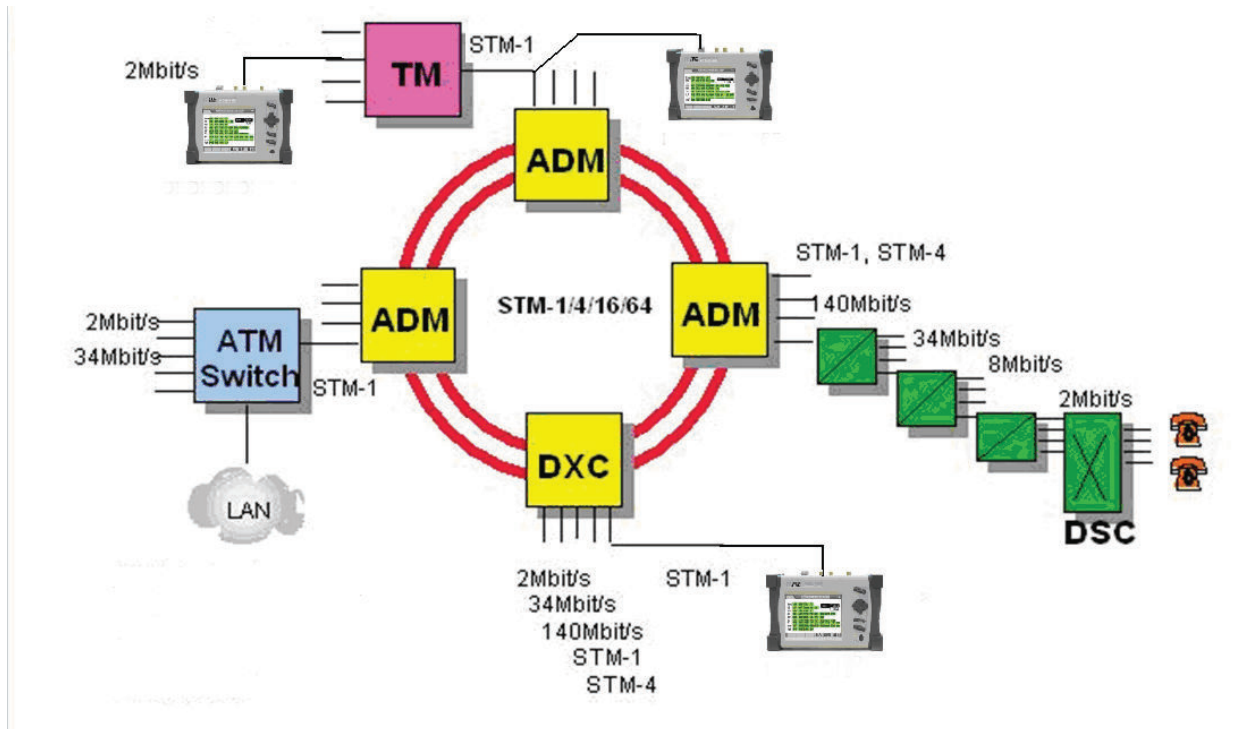 STM-1
TM
2Mbit/s
ADM
STM-1, STM-4
ADM
STM-1/4/16/64
ADM
140Mbit/s
2Mbit/s
ATM
Switch
34Mbit/s
STM-1
34Mbit/s
8Mbit/s
2Mbit/s
DXC
LAN
DSC
2Mbit/s
STM-1
34Mbit/s
140Mbit/s
STM-1
STM-4